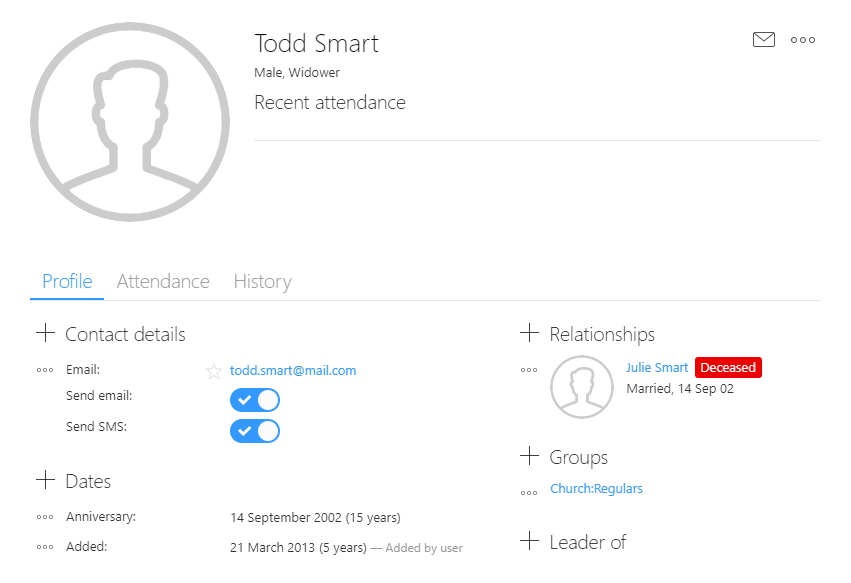 Todd Smart
Male, Widower
Recent attendance
Profile Attendance History
Contact details
Email: todd.smart@mail.com
Send email:
Send SMS:
Dates
Anniversary: 14 September 2002 (15 years)
Added: 21 March 2013 (5 years) — Added by user
Relationships
Julie Smart Deceased
Married, 14 Sep 02
Groups
Church:Regulars
Leader of